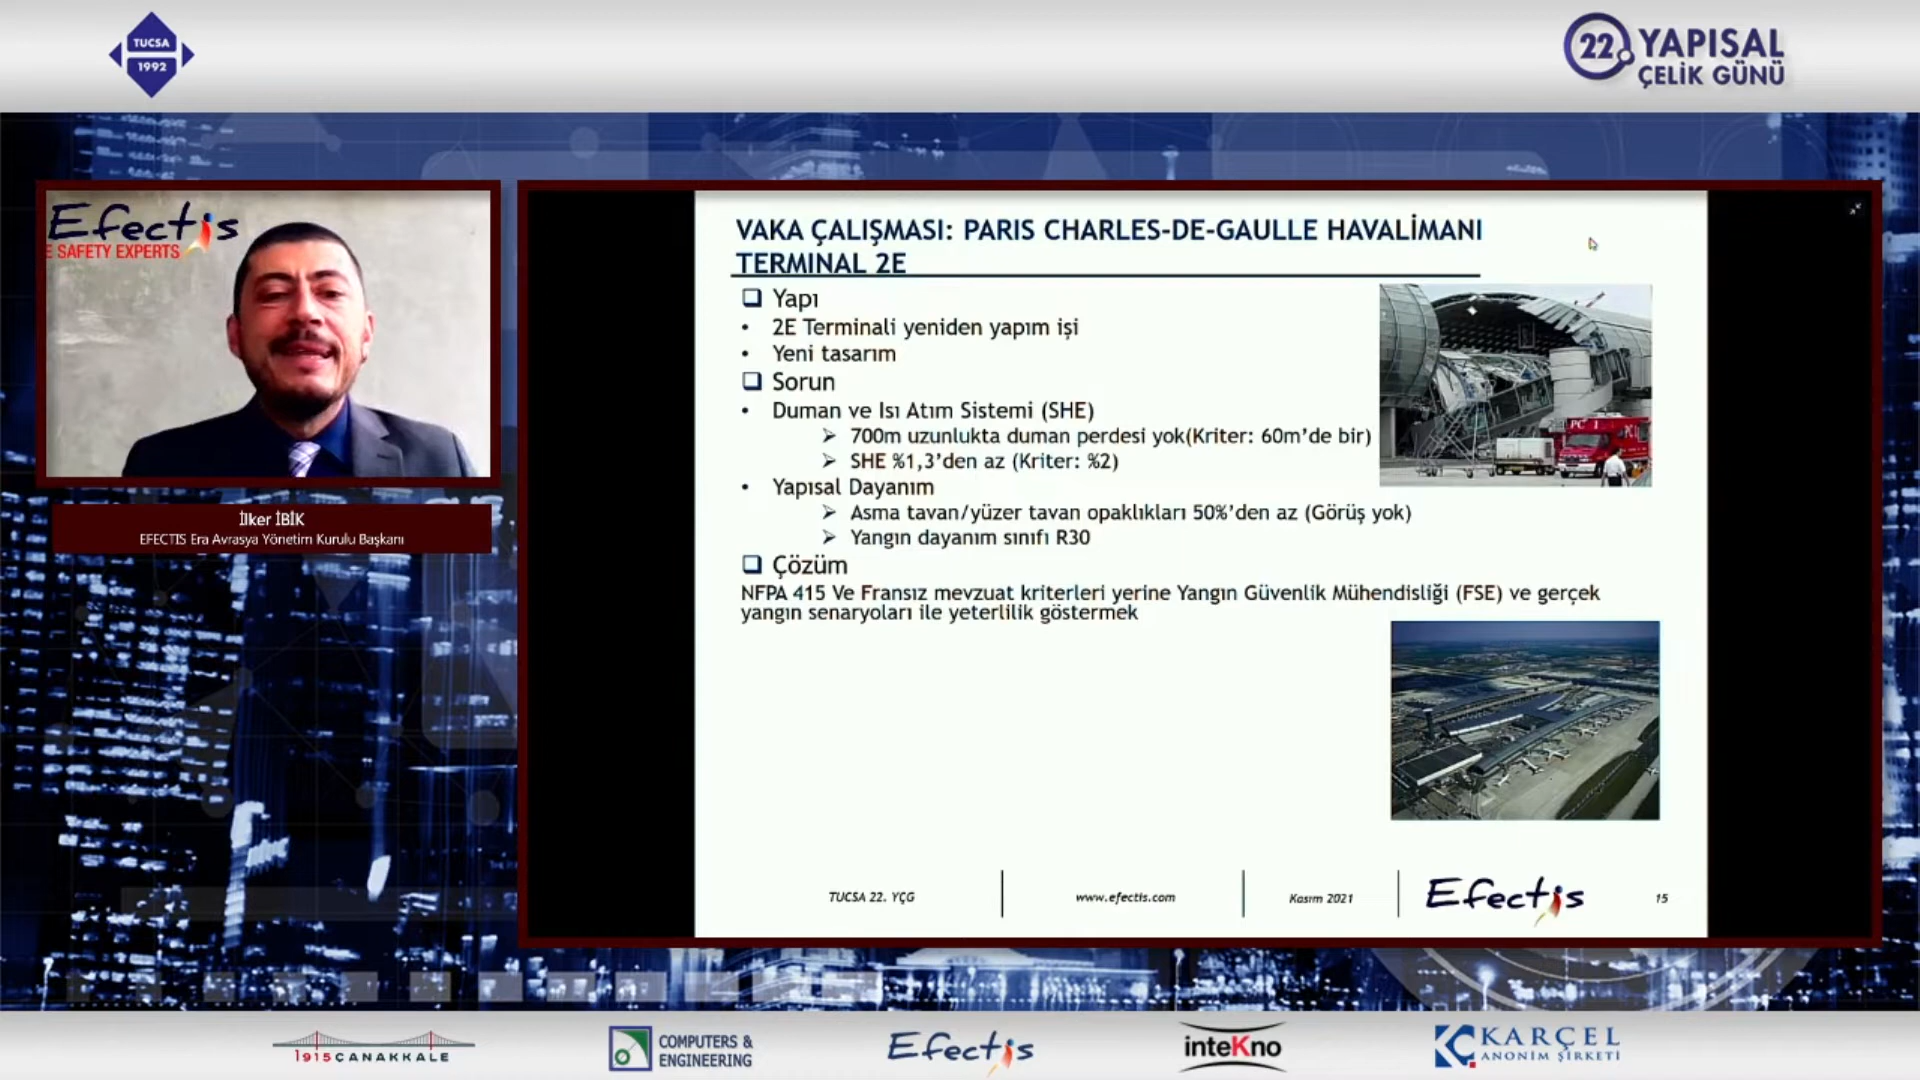 TUCSA
1992
22. YAPISAL
ÇELİK GÜNÜ
Efectis
E SAFETY EXPERTS
İlker İBİK
EFECTIS Era Avrasya Yönetim Kurulu Başkanı
VAKA ÇALIŞMASI: PARIS CHARLES-DE-GAULLE HAVALİMANI
TERMINAL 2E
❑ Yapı
• 2E Terminali yeniden yapım işi
• Yeni tasarım
❑ Sorun
• Duman ve Isı Atım Sistemi (SHE)
➢ 700m uzunlukta duman perdesi yok(Kriter: 60m’de bir)
➢ SHE %1,3’den az (Kriter: %2)
• Yapısal Dayanım
➢ Asma tavan/yüzer tavan opaklıkları 50%’den az (Görüş yok)
➢ Yangın dayanım sınıfı R30
❑ Çözüm
NFPA 415 Ve Fransız mevzuat kriterleri yerine Yangın Güvenlik Mühendisliği (FSE) ve gerçek
yangın senaryoları ile yeterlilik göstermek
PC 1
TUCSA 22. YÇG
www.efectis.com
Kasım 2021
Efectis
15
1915ÇANAKKALE
COMPUTERS &
ENGINEERING
Efectis
inteKno
KARÇEL
ANONİM ŞİRKETİ